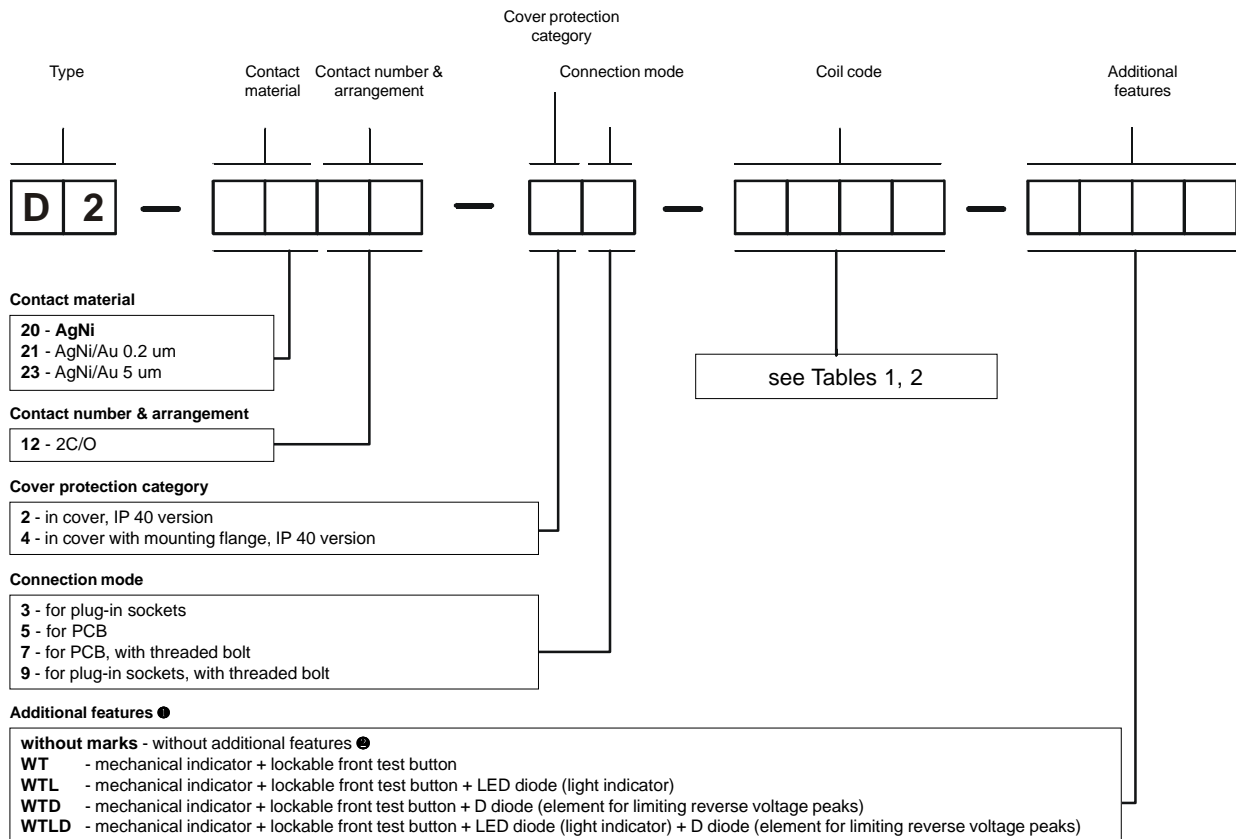 Cover protection
category
Type
Contact
material
Contact number &
arrangement
Connection mode
Coil code
Additional
features
D 2 — — — —
Contact material
20 - AgNi
21 - AgNi/Au 0.2 um
23 - AgNi/Au 5 um
see Tables 1, 2
Contact number & arrangement
12 - 2C/O
Cover protection category
2 - in cover, IP 40 version
4 - in cover with mounting flange, IP 40 version
Connection mode
3 - for plug-in sockets
5 - for PCB
7 - for PCB, with threaded bolt
9 - for plug-in sockets, with threaded bolt
Additional features ❶
without marks - without additional features ❷
WT - mechanical indicator + lockable front test button
WTL - mechanical indicator + lockable front test button + LED diode (light indicator)
WTD - mechanical indicator + lockable front test button + D diode (element for limiting reverse voltage peaks)
WTLD - mechanical indicator + lockable front test button + LED diode (light indicator) + D diode (element for limiting reverse voltage peaks)